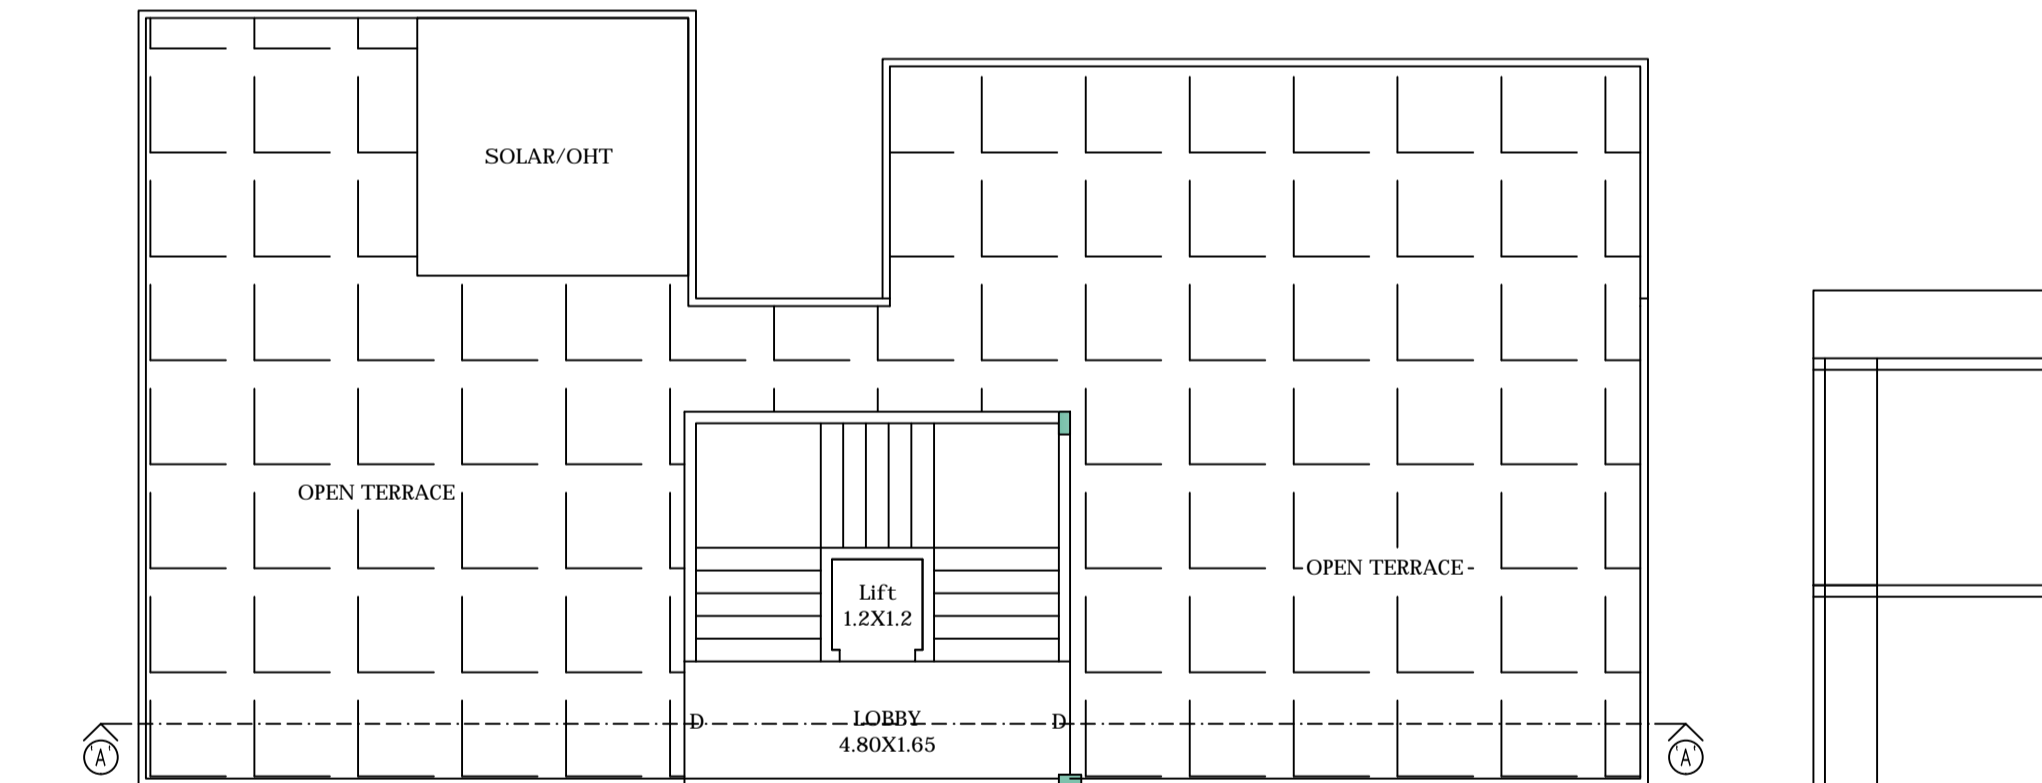 SOLAR/OHT
OPEN TERRACE
OPEN TERRACE
Lift
1.2X1.2
D
LOBBY
D
4.80X1.65
'A'
'A'